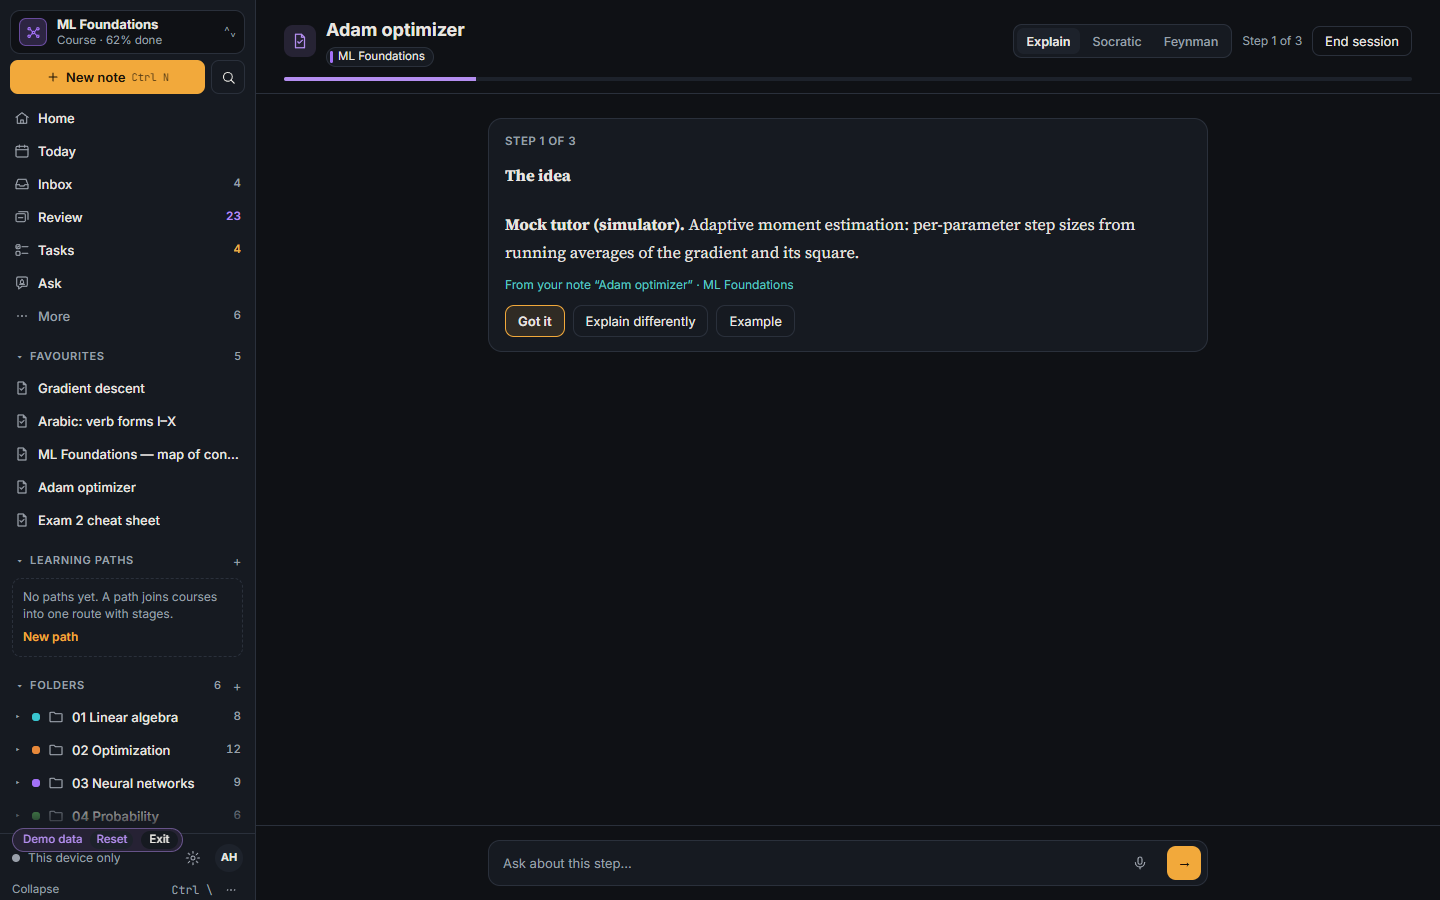 ML Foundations
Course · 62% done
+ New note Ctrl N
Home
Today
Inbox 4
Review 23
Tasks 4
Ask
More 6
FAVOURITES 5
Gradient descent
Arabic: verb forms I–X
ML Foundations — map of con...
Adam optimizer
Exam 2 cheat sheet
LEARNING PATHS +
No paths yet. A path joins courses
into one route with stages.
New path
FOLDERS 6 +
01 Linear algebra 8
02 Optimization 12
03 Neural networks 9
04 Probability 6
Demo data Reset Exit
This device only AH
Collapse Ctrl \ ···
Adam optimizer
ML Foundations
Explain Socratic Feynman Step 1 of 3 End session
STEP 1 OF 3
The idea
Mock tutor (simulator). Adaptive moment estimation: per-parameter step sizes from
running averages of the gradient and its square.
From your note “Adam optimizer” · ML Foundations
Got it Explain differently Example
Ask about this step... →